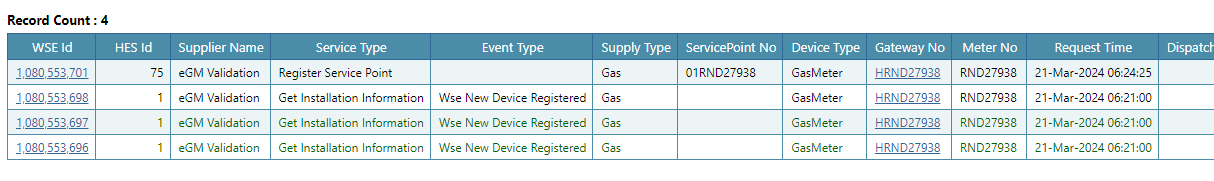 Record Count : 4
WSE Id HES Id Supplier Name Service Type Event Type Supply Type ServicePoint No Device Type Gateway No Meter No Request Time Dispatch
1,080,553,701 75 eGM Validation Register Service Point Gas 01RND27938 GasMeter HRND27938 RND27938 21-Mar-2024 06:24:25
1,080,553,698 1 eGM Validation Get Installation Information Wse New Device Registered Gas GasMeter HRND27938 RND27938 21-Mar-2024 06:21:00
1,080,553,697 1 eGM Validation Get Installation Information Wse New Device Registered Gas GasMeter HRND27938 RND27938 21-Mar-2024 06:21:00
1,080,553,696 1 eGM Validation Get Installation Information Wse New Device Registered Gas GasMeter HRND27938 RND27938 21-Mar-2024 06:21:00